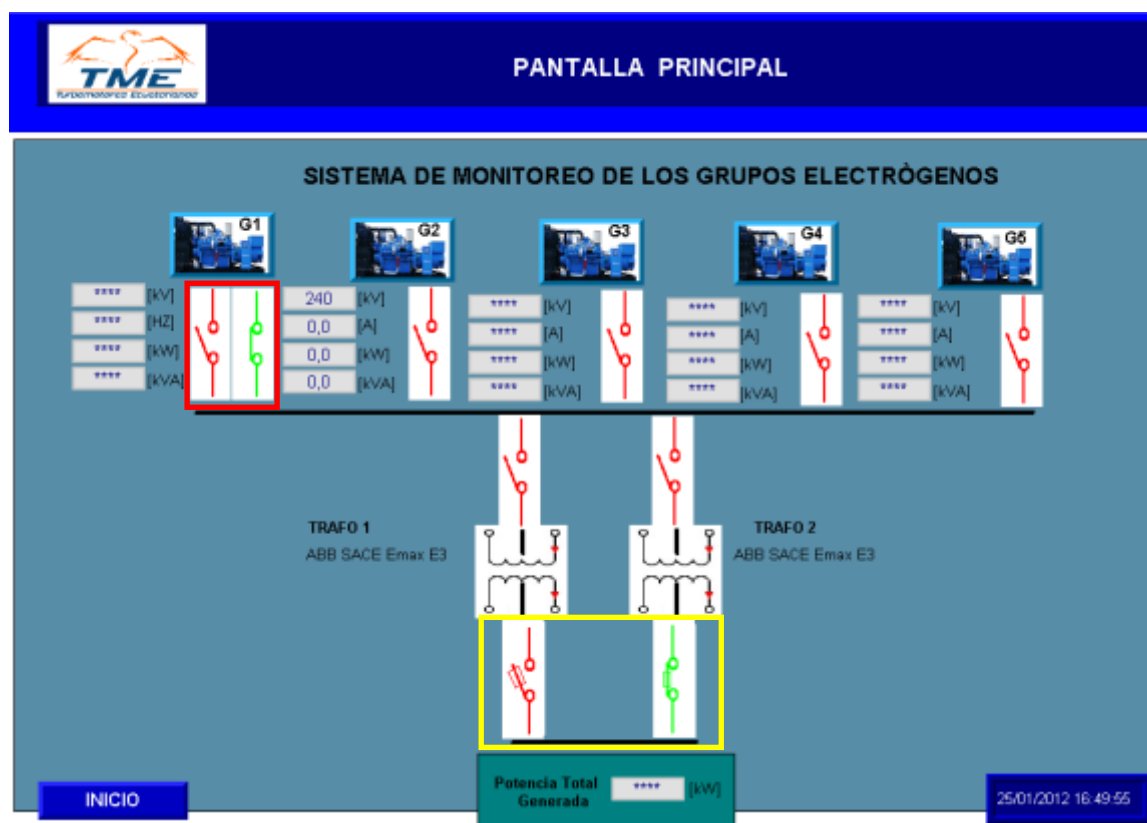 TME
Turbomotores Ecuatorianos
PANTALLA PRINCIPAL
SISTEMA DE MONITOREO DE LOS GRUPOS ELECTRÒGENOS
G1
G2
G3
G4
G5
**** [kV]
**** [HZ]
**** [kW]
**** [kVA]
240 [kV]
0,0 [A]
0,0 [kW]
0,0 [kVA]
**** [kV]
**** [A]
**** [kW]
**** [kVA]
**** [kV]
**** [A]
**** [kW]
**** [kVA]
**** [kV]
**** [A]
**** [kW]
**** [kVA]
TRAFO 1
ABB SACE Emax E3
TRAFO 2
ABB SACE Emax E3
Potencia Total
Generada
**** [kW]
INICIO
25/01/2012 16:49:55